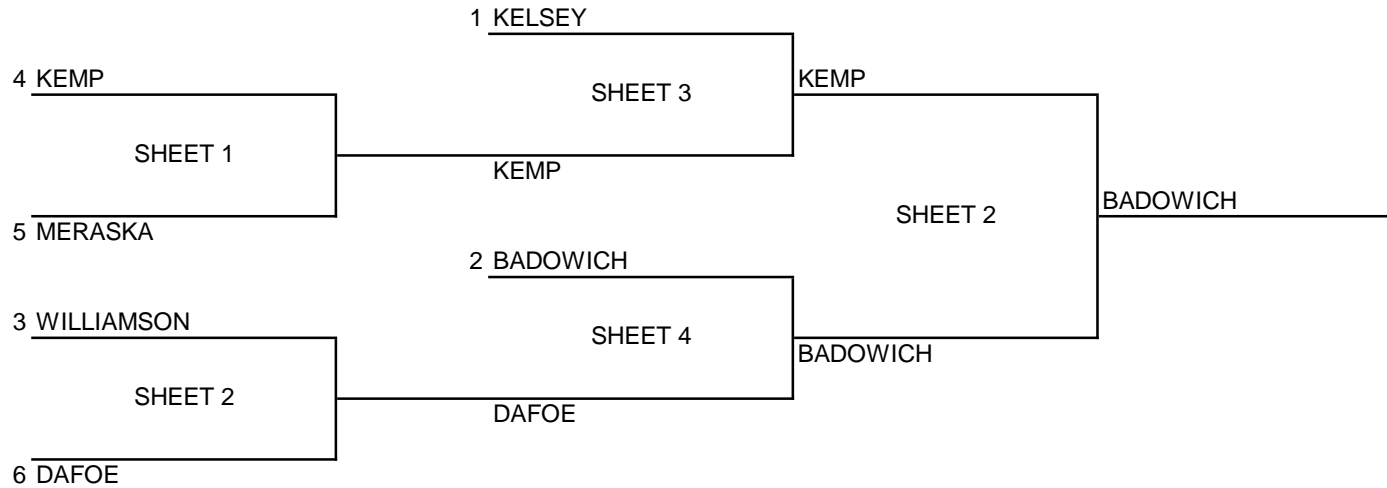 1 KELSEY
4 KEMP
KEMP
SHEET 3
SHEET 1
KEMP
BADOWICH
SHEET 2
5 MERASKA
2 BADOWICH
3 WILLIAMSON
SHEET 4
BADOWICH
SHEET 2
DAFOE
6 DAFOE